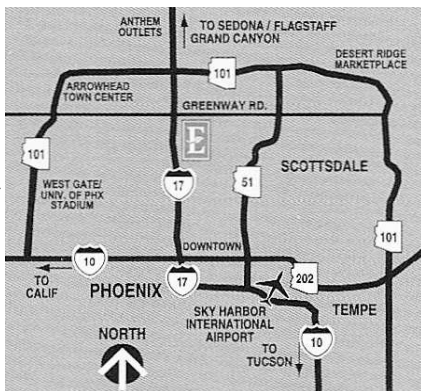 ANTHEM
OUTLETS
TO SEDONA / FLAGSTAFF
GRAND CANYON
DESERT RIDGE
MARKETPLACE
101
ARROWHEAD
TOWN CENTER
GREENWAY RD.
E
101
SCOTTSDALE
17
51
WEST GATE/
UNIV. OF PHX
STADIUM
101
DOWNTOWN
10
TO
CALIF
PHOENIX
17
202
SKY HARBOR
INTERNATIONAL
AIRPORT
TEMPE
10
NORTH
TO
TUCSON